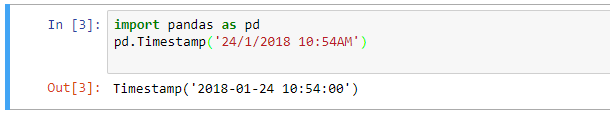 In [3]: import pandas as pd
pd.Timestamp('24/1/2018 10:54AM')
Out[3]: Timestamp('2018-01-24 10:54:00')